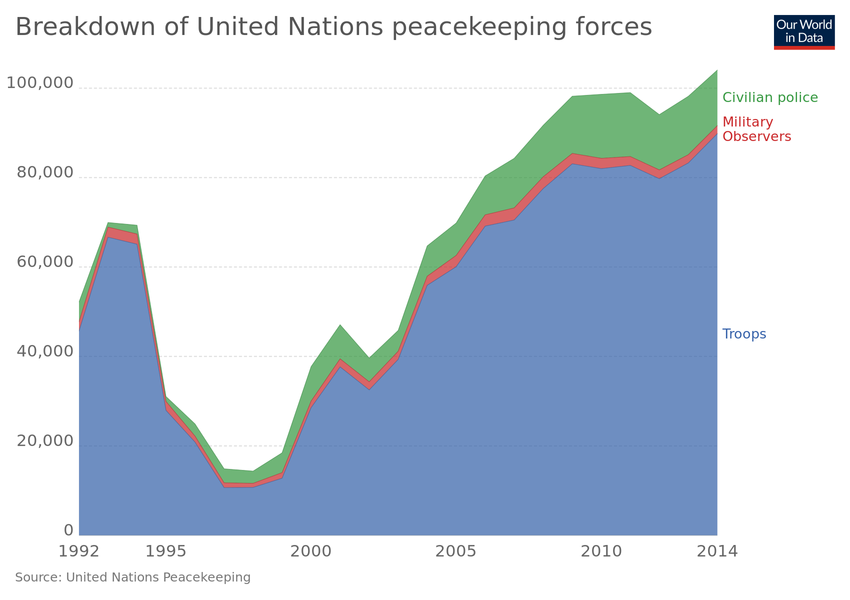 Breakdown of United Nations peacekeeping forces
Our World
in Data
100,000
80,000
60,000
40,000
20,000
0
Civilian police
Military
Observers
Troops
1992
1995
2000
2005
2010
2014
Source: United Nations Peacekeeping